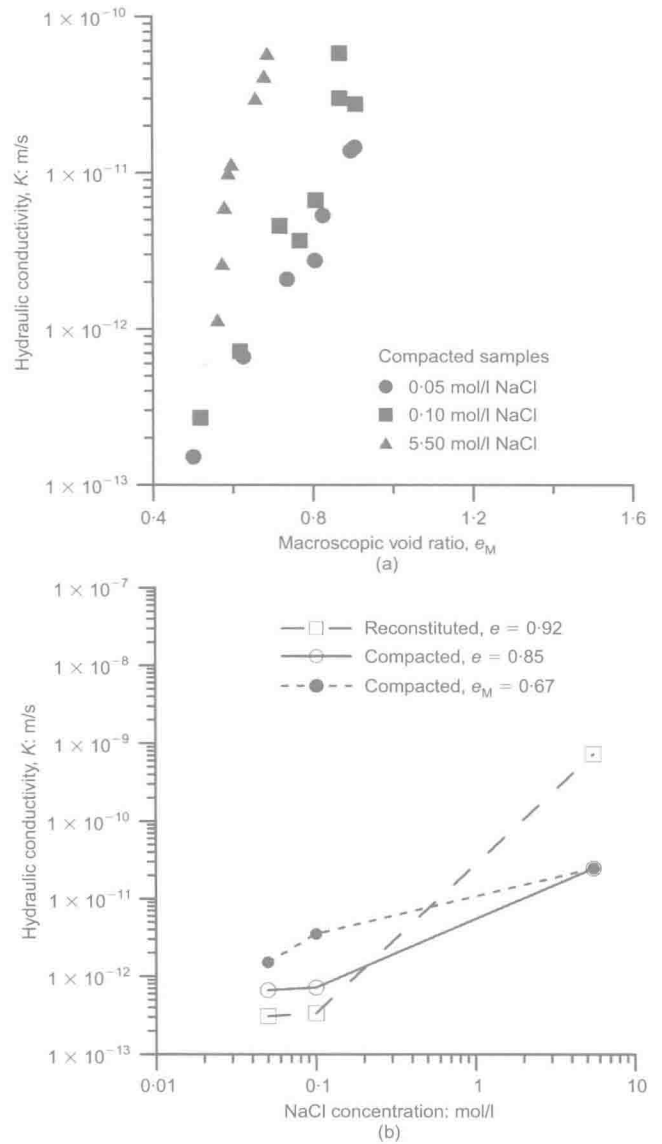 1 × 10⁻¹⁰
1 × 10⁻¹¹
1 × 10⁻¹²
1 × 10⁻¹³
Hydraulic conductivity, K: m/s
Compacted samples
0·05 mol/l NaCl
0·10 mol/l NaCl
5·50 mol/l NaCl
0·4 0·8 1·2 1·6
Macroscopic void ratio, eM
(a)
1 × 10⁻⁷
1 × 10⁻⁸
1 × 10⁻⁹
1 × 10⁻¹⁰
1 × 10⁻¹¹
1 × 10⁻¹²
1 × 10⁻¹³
Hydraulic conductivity, K: m/s
Reconstituted, e = 0·92
Compacted, e = 0·85
Compacted, eM = 0·67
0·01 0·1 1 10
NaCl concentration: mol/l
(b)